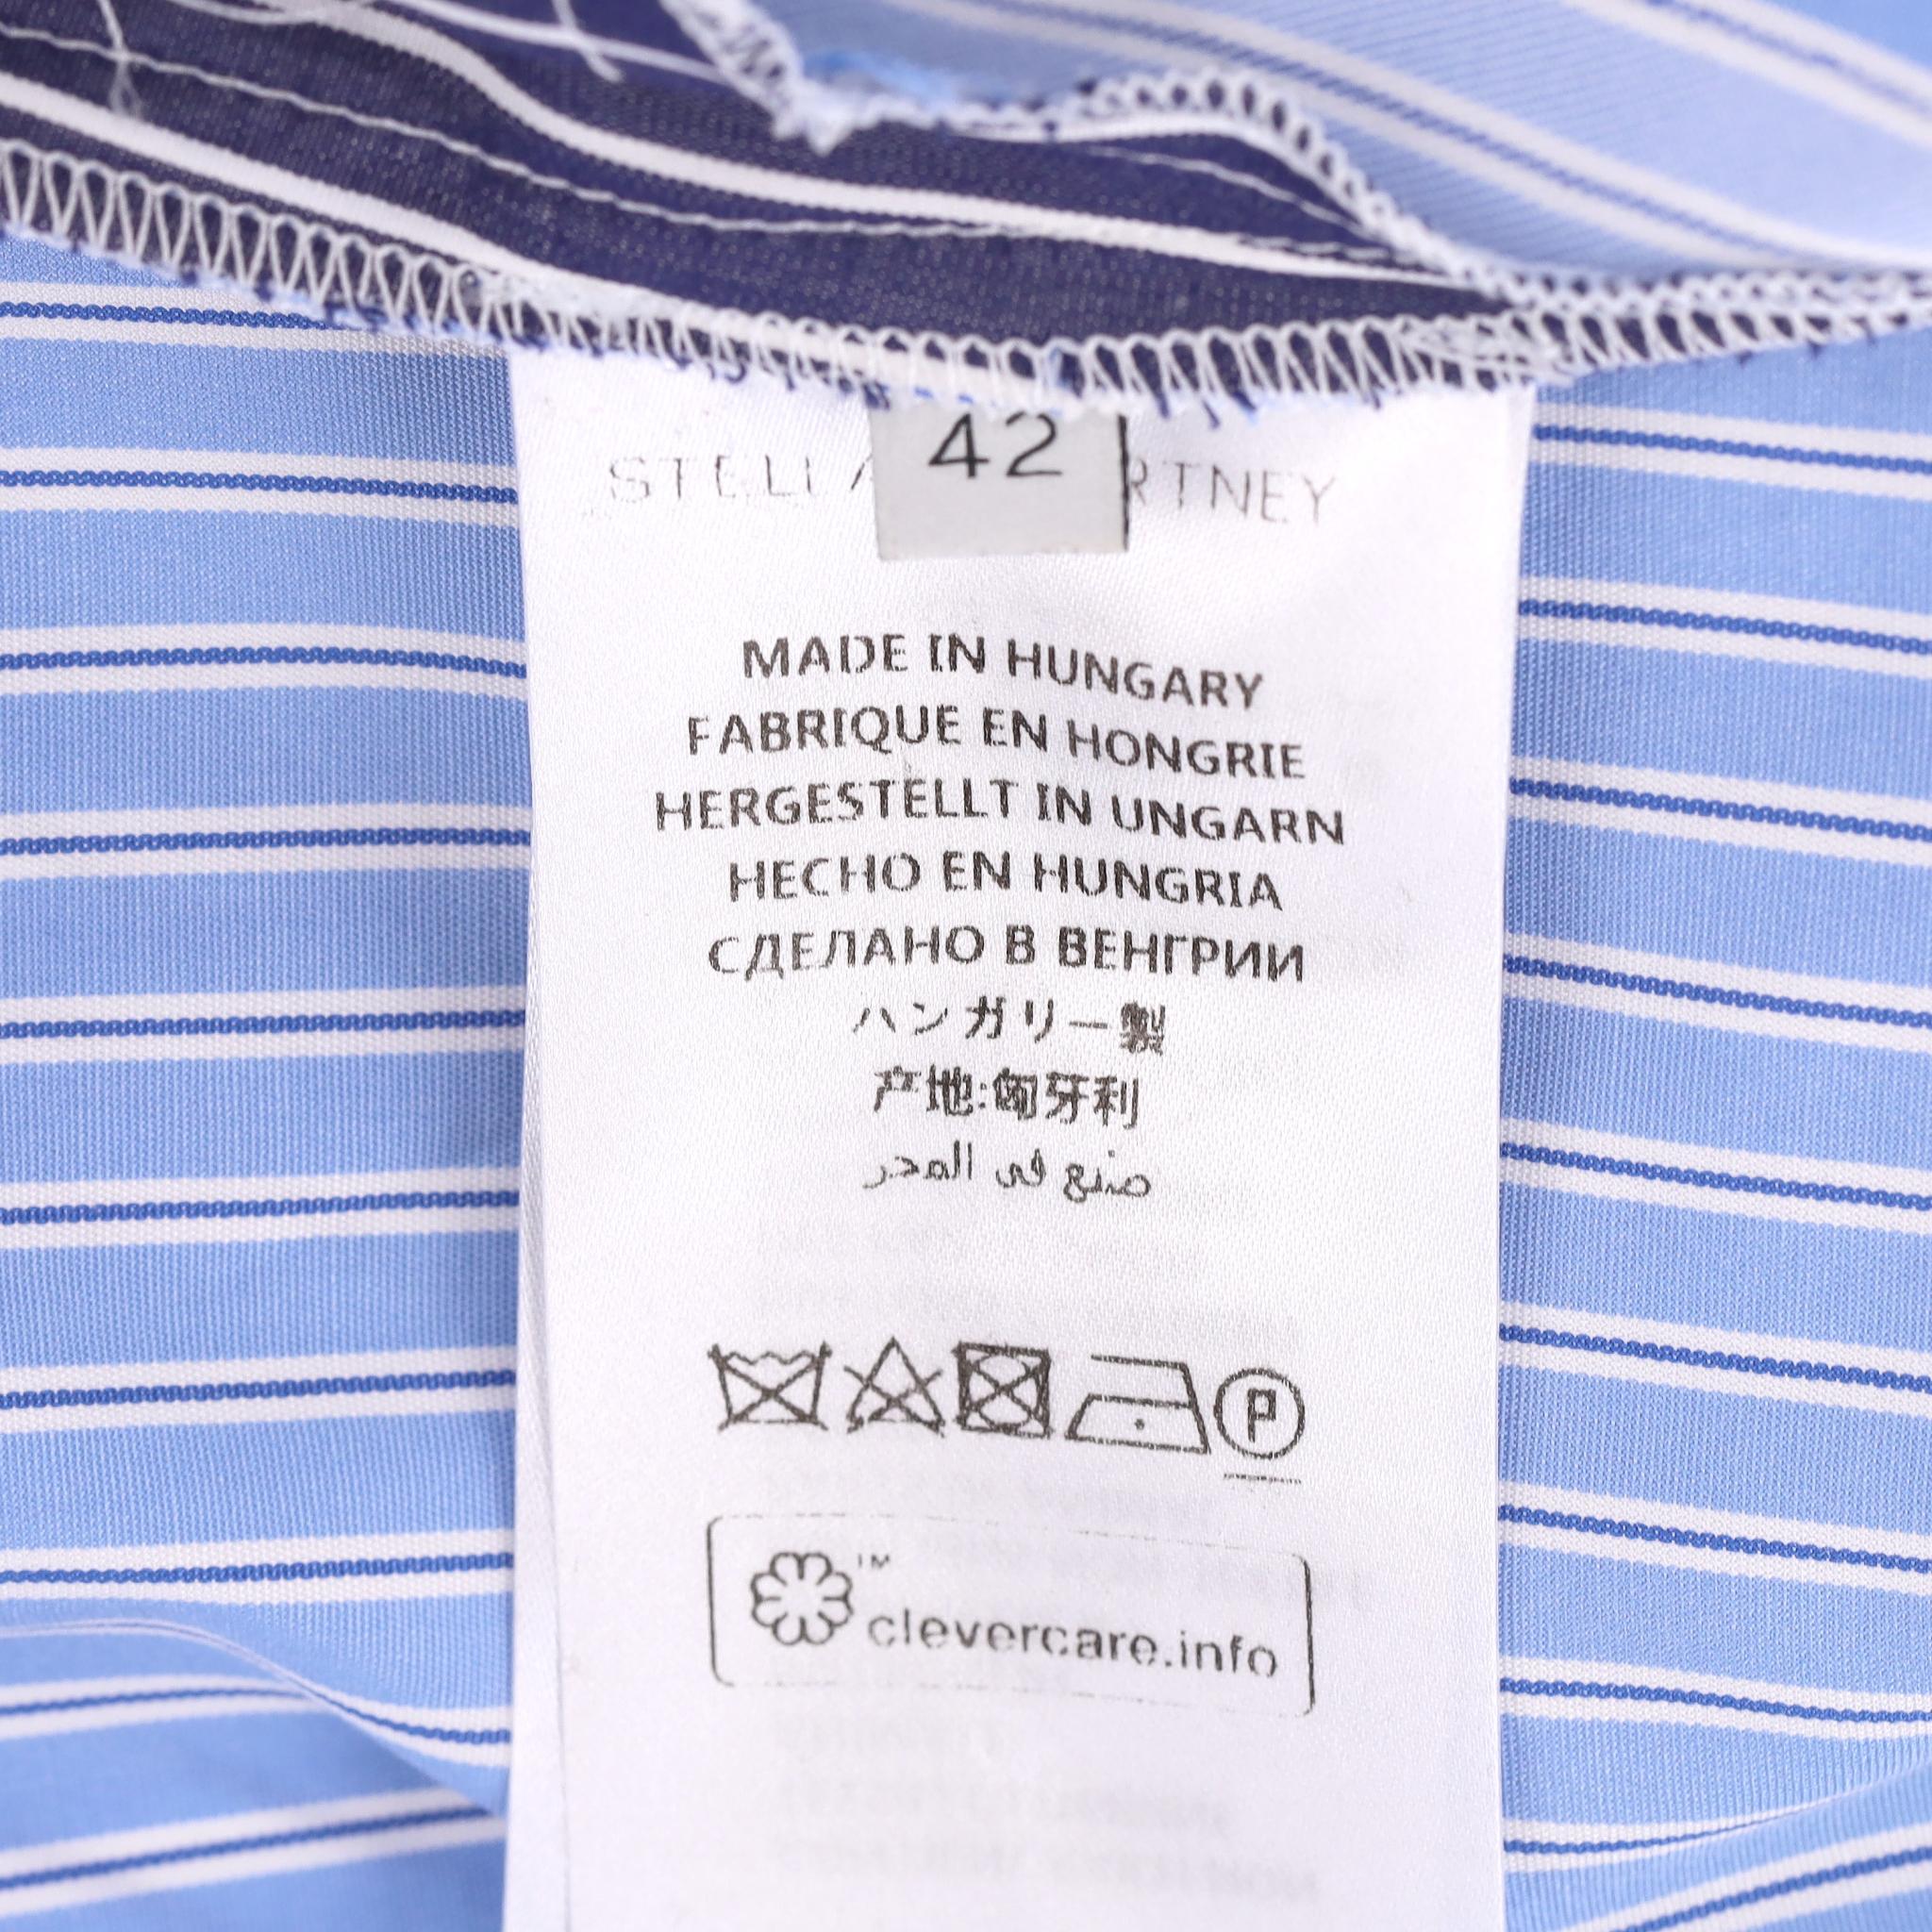 42
STELLA RTNEY
MADE IN HUNGARY
FABRIQUE EN HONGRIE
HERGESTELLT IN UNGARN
HECHO EN HUNGRIA
СДЕЛАНО В ВЕНГРИИ
ハンガリー製
产地:匈牙利
صنع في المجر
P
TM
clevercare.info